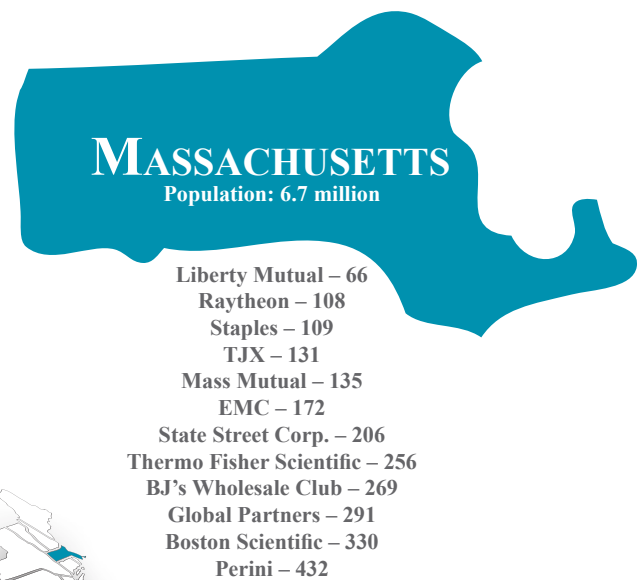 MASSACHUSETTS
Population: 6.7 million
Liberty Mutual – 66
Raytheon – 108
Staples – 109
TJX – 131
Mass Mutual – 135
EMC – 172
State Street Corp. – 206
Thermo Fisher Scientific – 256
BJ’s Wholesale Club – 269
Global Partners – 291
Boston Scientific – 330
Perini – 432